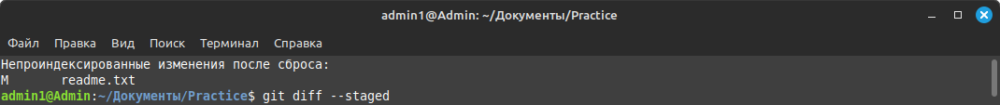 admin1@Admin: ~/Документы/Practice
Файл Правка Вид Поиск Терминал Справка
Непроиндексированные изменения после сброса:
M readme.txt
admin1@Admin:~/Документы/Practice$ git diff --staged